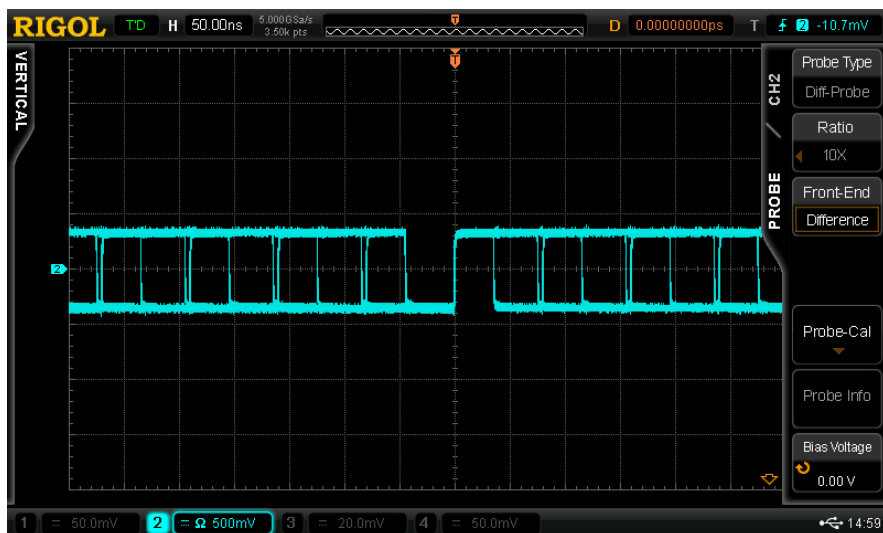 RIGOL T'D H 50.00ns 5.000GSa/s D 0.00000000ps T 2 -10.7mV
3.50k pts
T
T
VERTICAL
2
CH2
PROBE
Probe Type
Diff-Probe
Ratio
10X
Front-End
Difference
Probe-Cal
Probe Info
Bias Voltage
0.00 V
1 = 50.0mV 2 = Ω 500mV 3 = 20.0mV 4 = 50.0mV 14:59